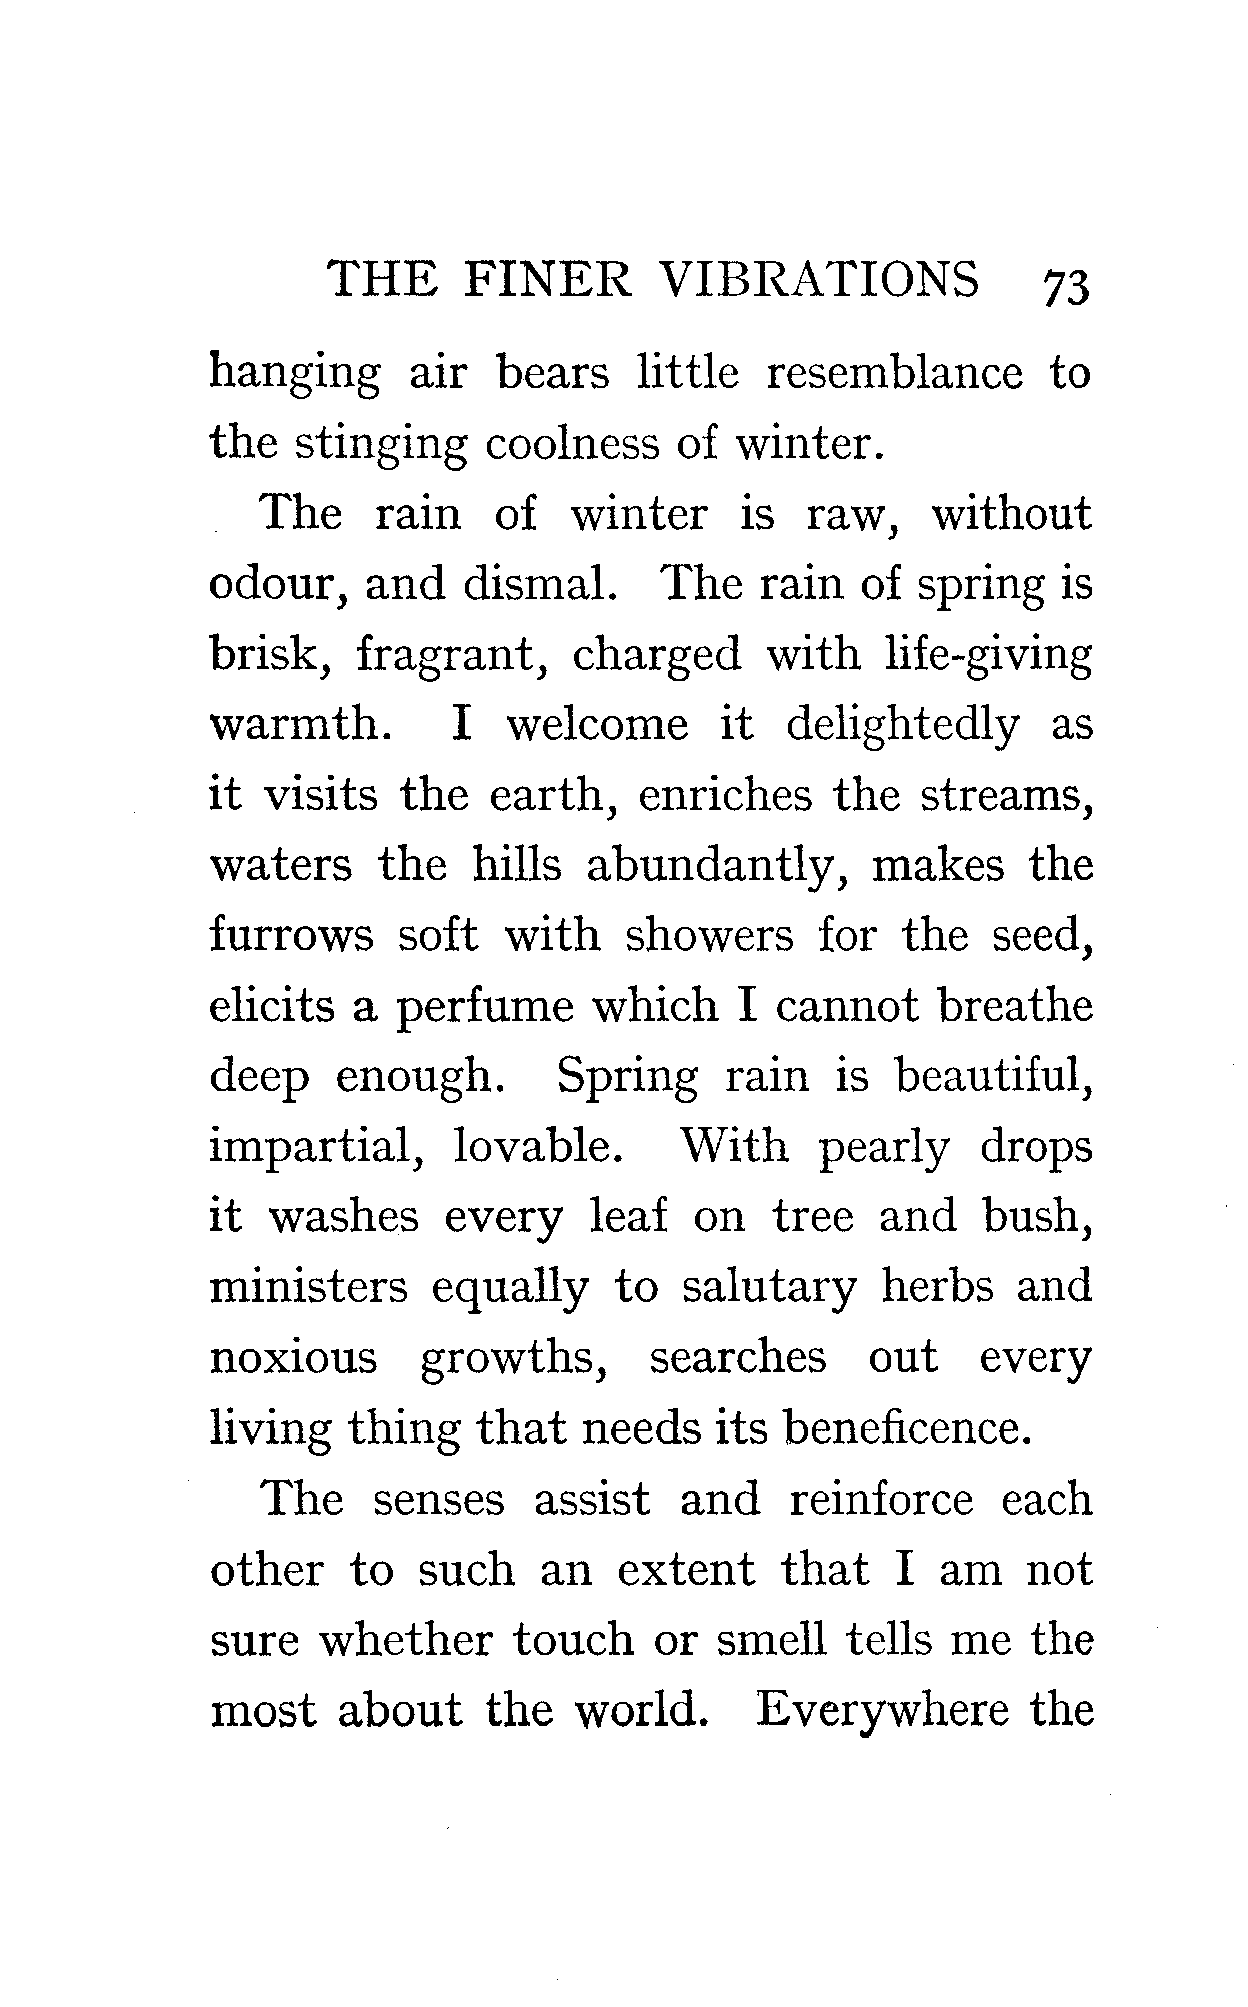 THE FINER VIBRATIONS 73
hanging air bears little resemblance to
the stinging coolness of winter.
The rain of winter is raw, without
odour, and dismal. The rain of spring is
brisk, fragrant, charged with life-giving
warmth. I welcome it delightedly as
it visits the earth, enriches the streams,
waters the hills abundantly, makes the
furrows soft with showers for the seed,
elicits a perfume which I cannot breathe
deep enough. Spring rain is beautiful,
impartial, lovable. With pearly drops
it washes every leaf on tree and bush,
ministers equally to salutary herbs and
noxious growths, searches out every
living thing that needs its beneficence.
The senses assist and reinforce each
other to such an extent that I am not
sure whether touch or smell tells me the
most about the world. Everywhere the